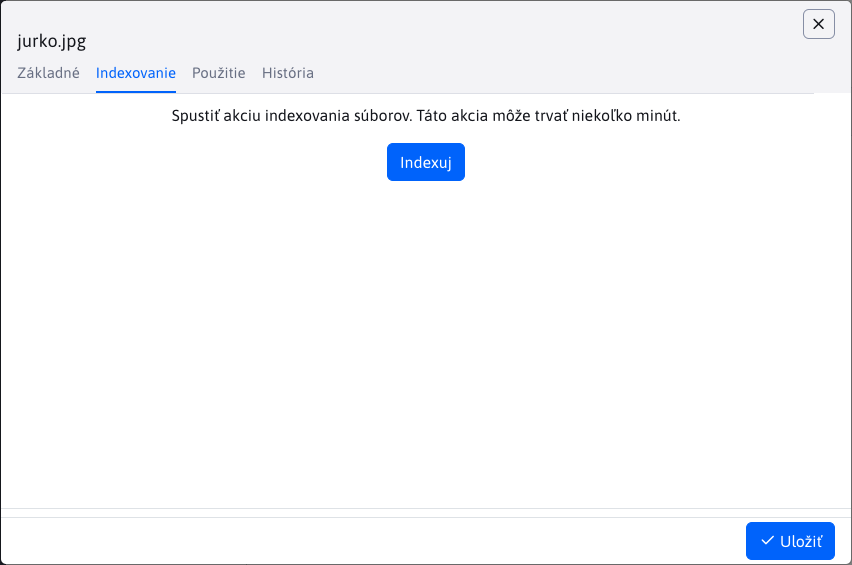 jurko.jpg
Základné Indexovanie Použitie História
Spustiť akciu indexovania súborov. Táto akcia môže trvať niekoľko minút.
Indexuj
Uložiť